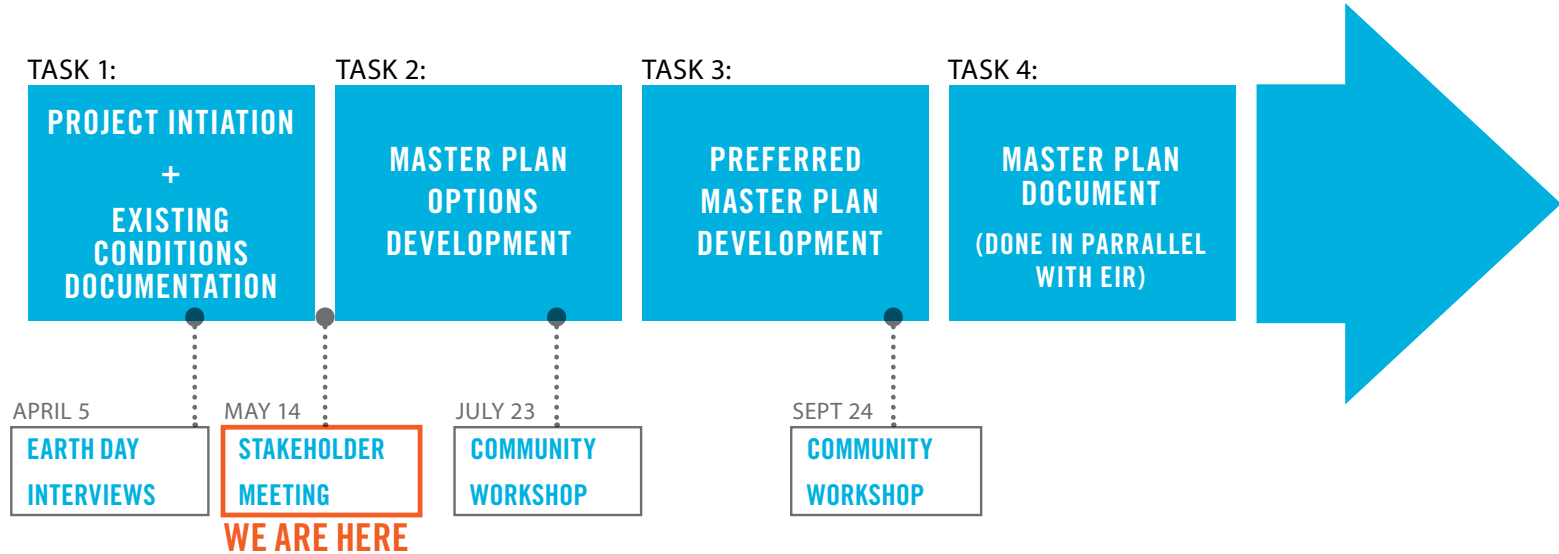 TASK 1:
PROJECT INTIATION
+
EXISTING
CONDITIONS
DOCUMENTATION
TASK 2:
MASTER PLAN
OPTIONS
DEVELOPMENT
TASK 3:
PREFERRED
MASTER PLAN
DEVELOPMENT
TASK 4:
MASTER PLAN
DOCUMENT
(DONE IN PARRALLEL
WITH EIR)
APRIL 5
EARTH DAY
INTERVIEWS
MAY 14
STAKEHOLDER
MEETING
WE ARE HERE
JULY 23
COMMUNITY
WORKSHOP
SEPT 24
COMMUNITY
WORKSHOP